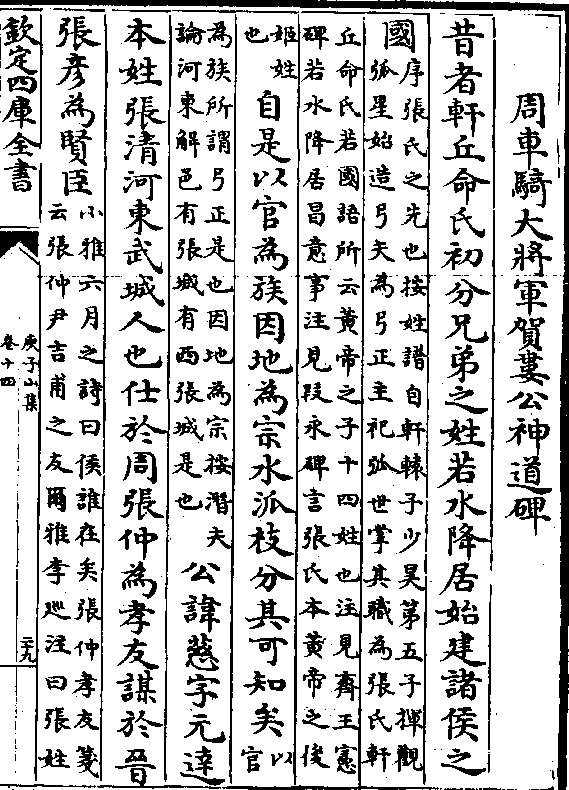 周車騎大將軍賀婁公神道碑
昔者軒丘命氏初分兄弟之姓若水降居始建諸侯之
國
序張氏之先也按姓譜自軒轅子少昊第五子揮觀
弧星始造弓矢為弓正主祀弧世掌其職為張氏軒
丘命氏若國語所云黃帝之子十四姓也注見齊王憲
碑若水降居昌意事注見段永碑言張氏本黃帝之後
姬姓
也
自是以官為族因地為宗水派枝分其可知矣
以
官
為族所謂弓正是也因地為宗按潛夫
論河東解邑有張城有西張城是也
公諱慈字元達
本姓張清河東武城人也仕於周張仲為孝友謀於晉
張彥為賢臣
小雅六月之詩曰侯誰在矣張仲孝友箋
云張仲尹吉甫之友爾雅李巡注曰張姓
欽定四庫全書
庚子山集
卷十四
二十九